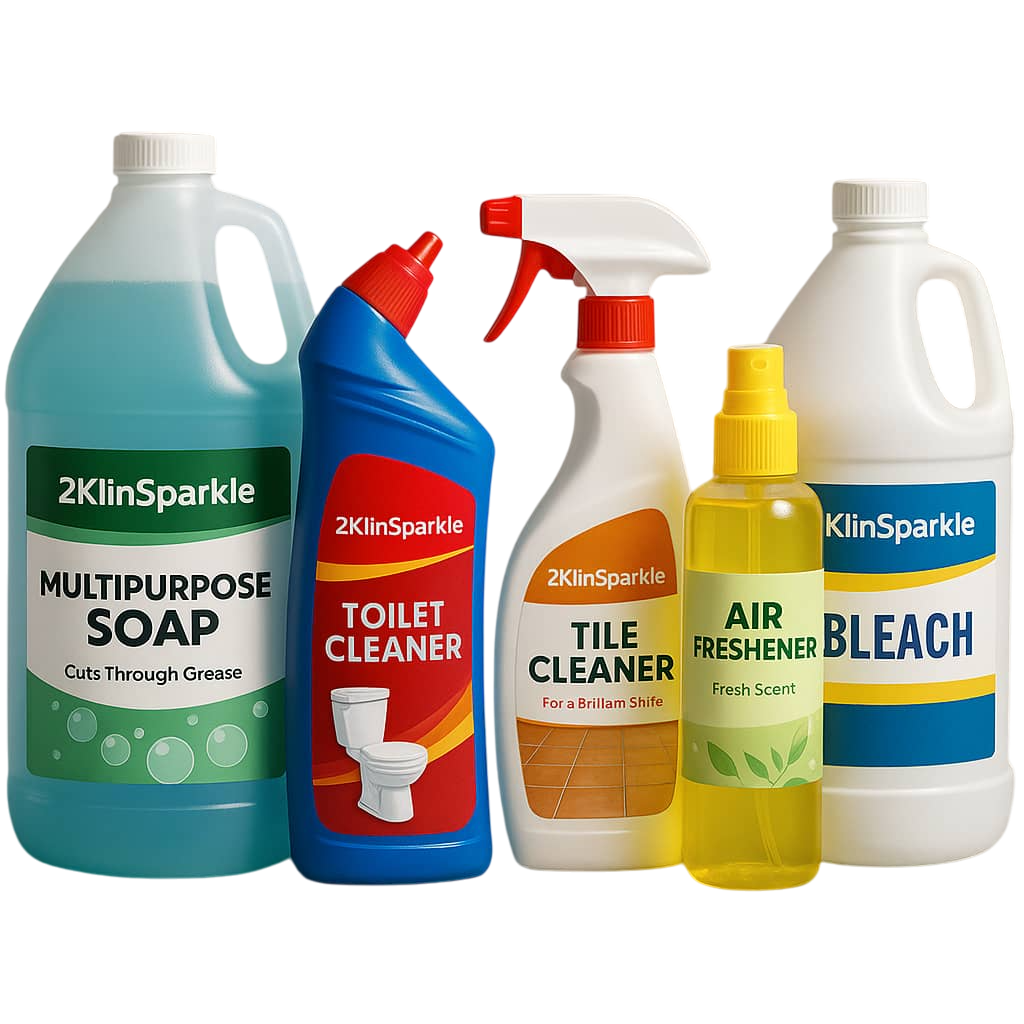 2KlinSparkle
MULTIPURPOSE
SOAP
Cuts Through Grease
2KlinSparkle
TOILET
CLEANER
2KlinSparkle
TILE
CLEANER
For a Brillam Shife
AIR
FRESHENER
Fresh Scent
KlinSparkle
BLEACH